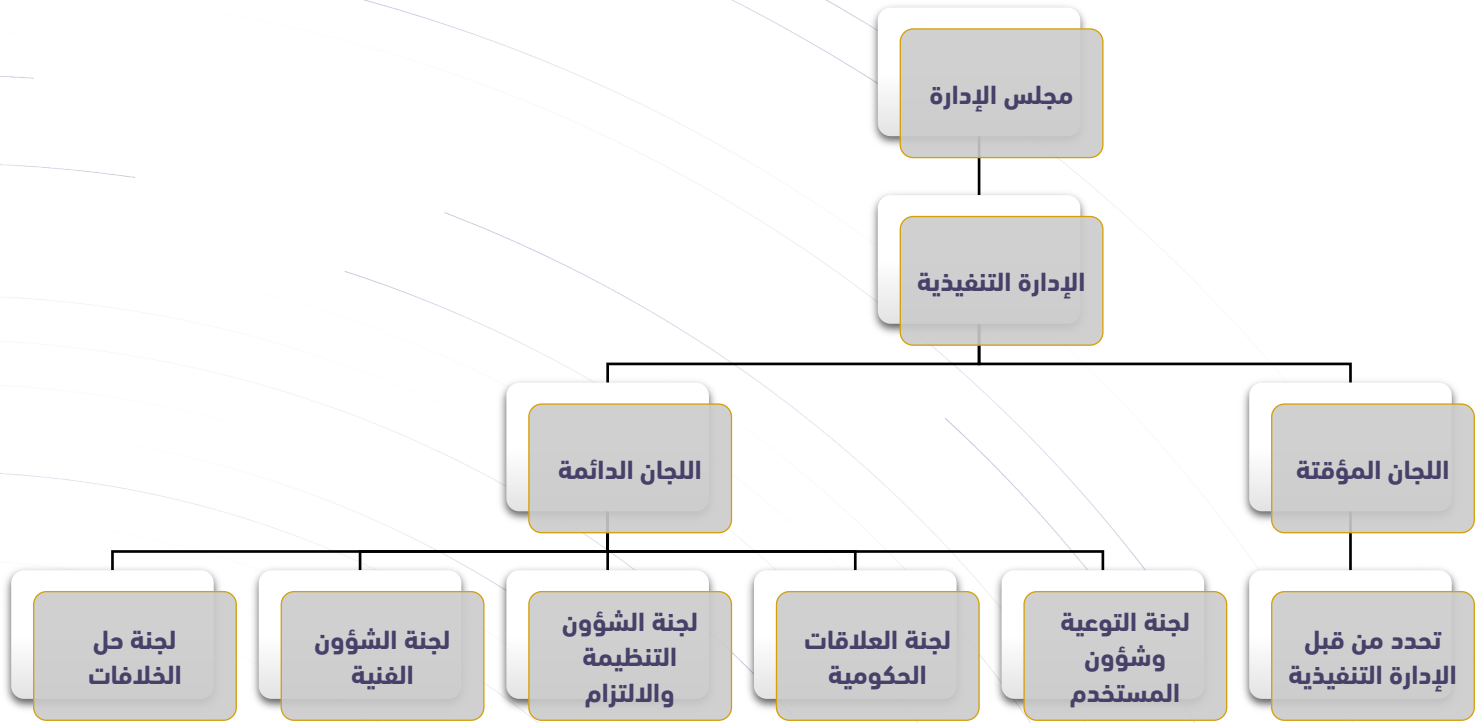 مجلس الإدارة
الإدارة التنفيذية
اللجان المؤقتة
اللجان الدائمة
تحدد من قبل
الإدارة التنفيذية
لجنة التوعية
وشؤون
المستخدم
لجنة العلاقات
الحكومية
لجنة الشؤون
التنظيمة
والالتزام
لجنة الشؤون
الفنية
لجنة حل
الخلافات